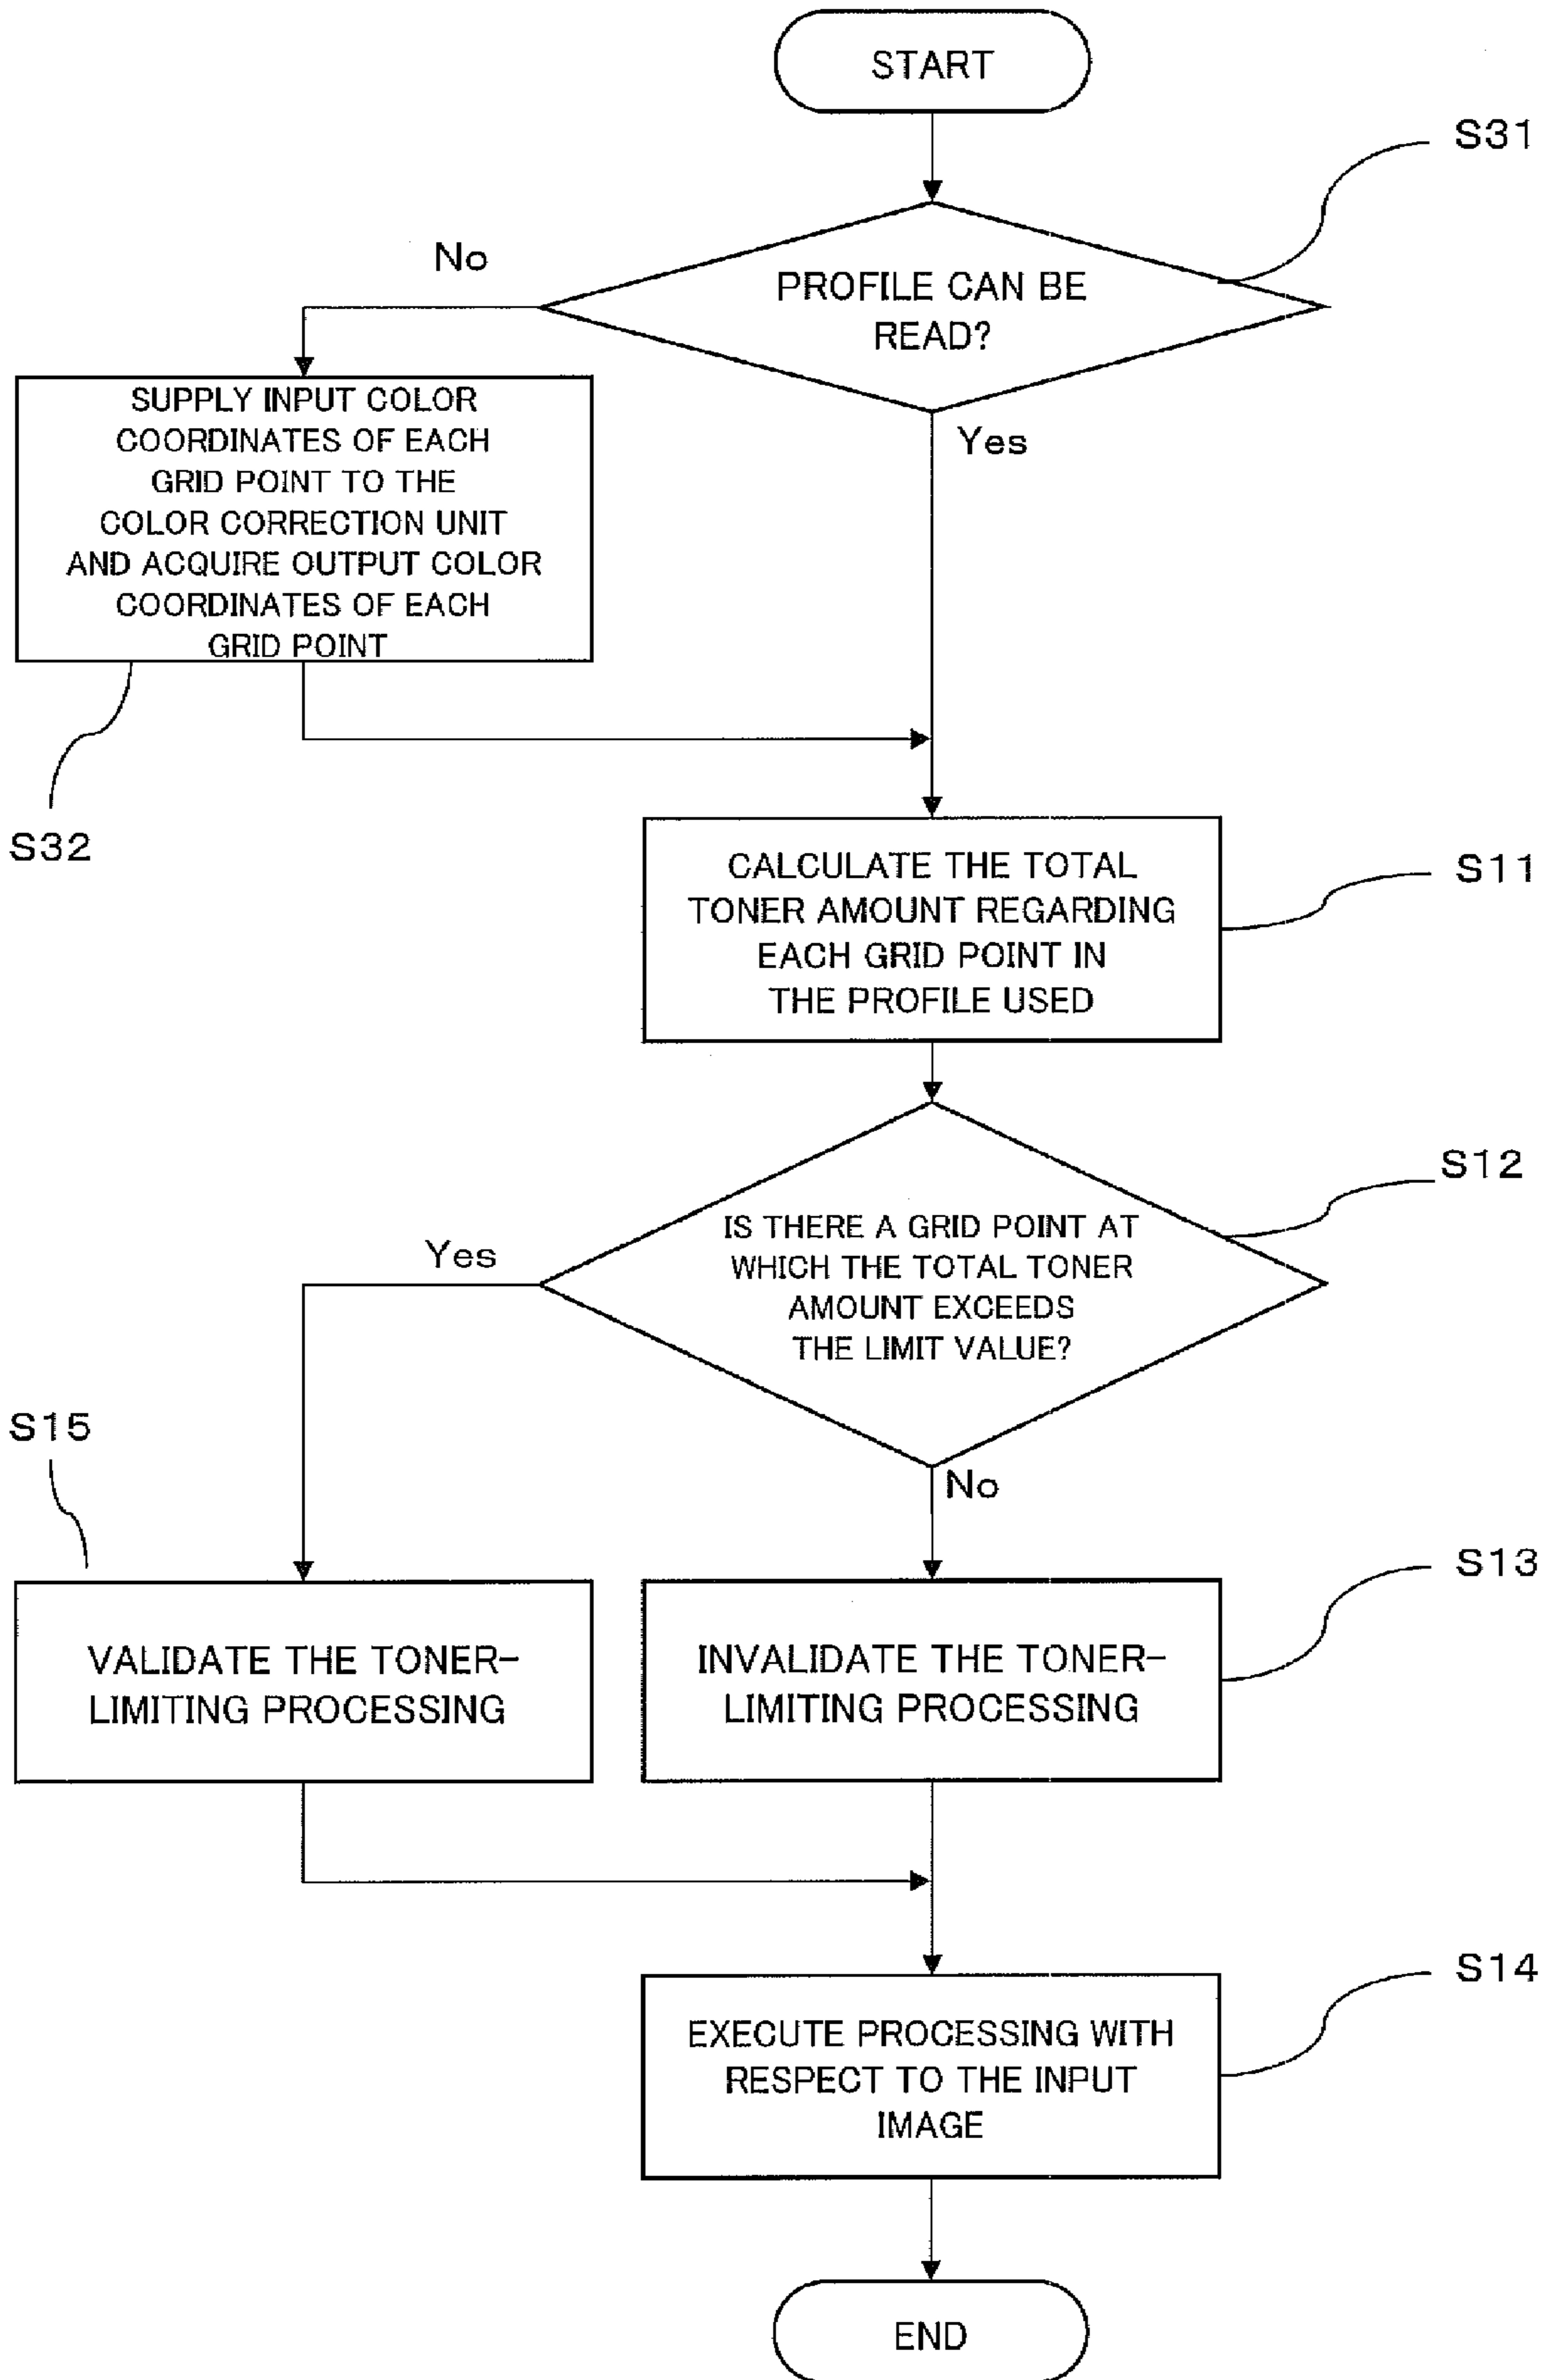 START
S31
No
PROFILE CAN BE
READ?
Yes
SUPPLY INPUT COLOR
COORDINATES OF EACH
GRID POINT TO THE
COLOR CORRECTION UNIT
AND ACQUIRE OUTPUT COLOR
COORDINATES OF EACH
GRID POINT
S32
CALCULATE THE TOTAL
TONER AMOUNT REGARDING
EACH GRID POINT IN
THE PROFILE USED
S11
S12
IS THERE A GRID POINT AT
WHICH THE TOTAL TONER
AMOUNT EXCEEDS
THE LIMIT VALUE?
Yes
No
S15
VALIDATE THE TONER-
LIMITING PROCESSING
INVALIDATE THE TONER-
LIMITING PROCESSING
S13
EXECUTE PROCESSING WITH
RESPECT TO THE INPUT
IMAGE
S14
END